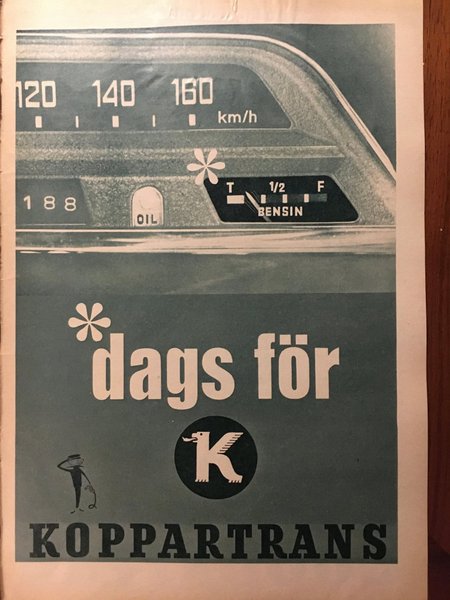 120 140 160
km/h
*
T 1/2 F
BENSIN
188
OIL
*dags för
K
KOPPARTRANS